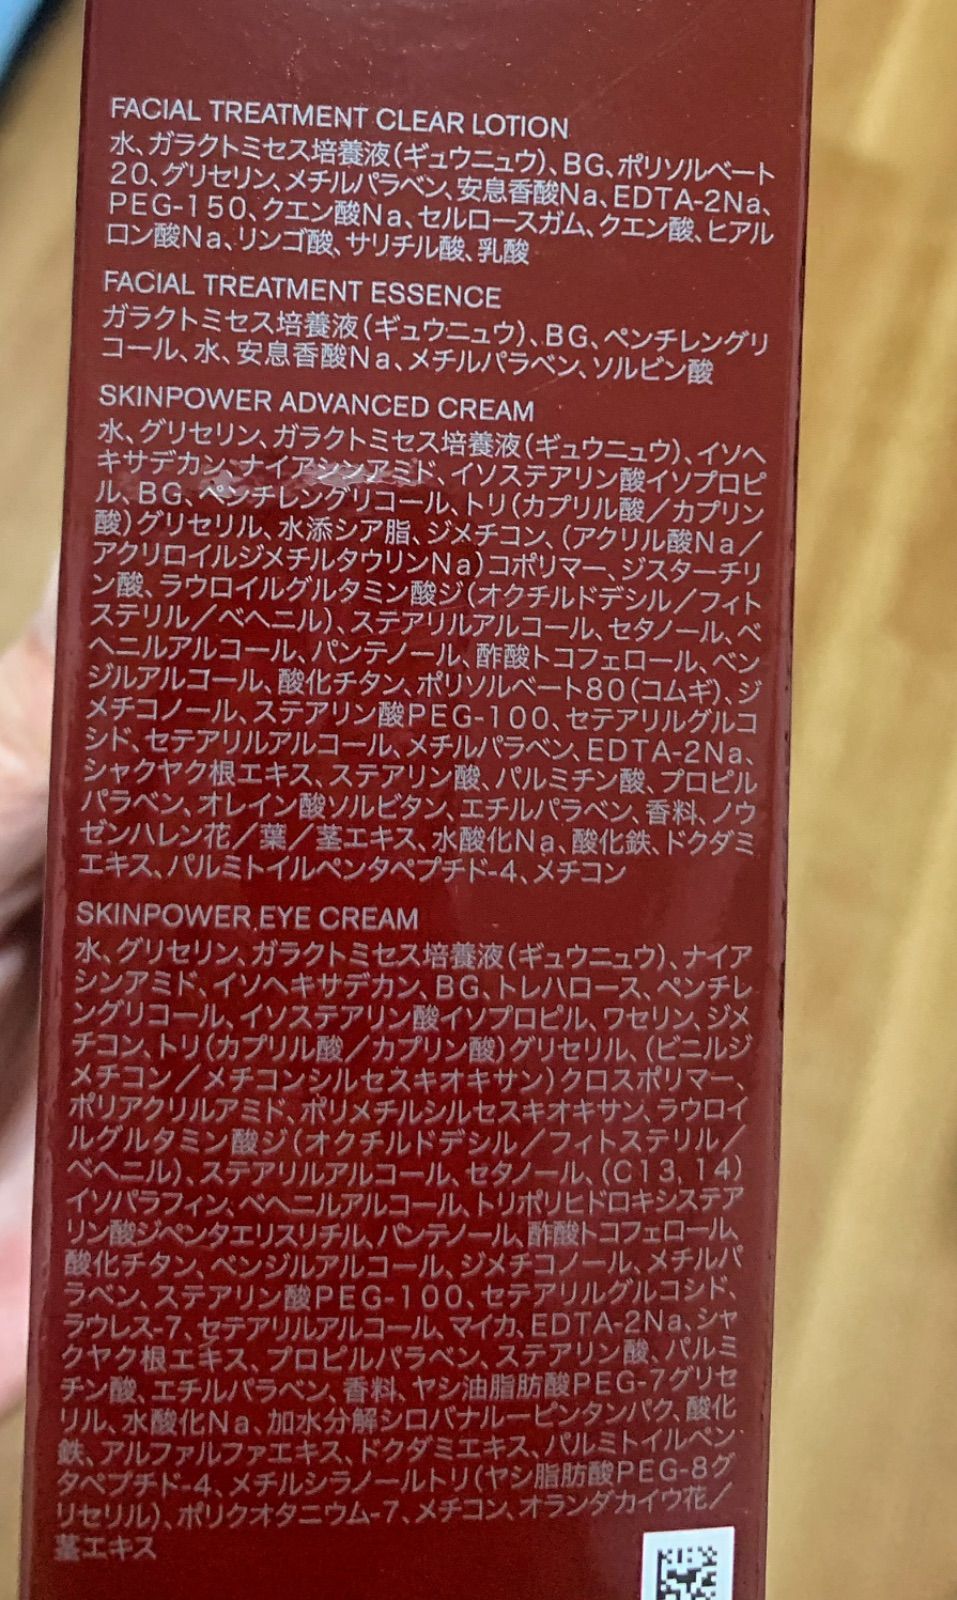 FACIAL TREATMENT CLEAR LOTION
水、ガラクトミセス培養液(ギュウニュウ)、BG、ポリソルベート
20、グリセリン、メチルパラベン、安息香酸Na、EDTA-2Na、
PEG-150、クエン酸Na、セルロースガム、クエン酸、ヒアル
ロン酸Na、リンゴ酸、サリチル酸、乳酸
FACIAL TREATMENT ESSENCE
ガラクトミセス培養液(ギュウニュウ)、BG、ペンチレングリ
コール、水、安息香酸Na、メチルパラベン、ソルビン酸
SKINPOWER ADVANCED CREAM
水、グリセリン、ガラクトミセス培養液(ギュウニュウ)、イソヘ
キサデカン、ナイアシンアミド、イソステアリン酸イソプロピ
ル、BG、ペンチレングリコール、トリ(カプリル酸/カプリン
酸)グリセリル、水添シア脂、ジメチコン、(アクリル酸Na/
アクリロイルジメチルタウリンNa)コポリマー、ジスターチリ
ン酸、ラウロイルグルタミン酸ジ(オクチルドデシル/フィト
ステリル/ベヘニル)、ステアリルアルコール、セタノール、ベ
ヘニルアルコール、パンテノール、酢酸トコフェロール、ベン
ジルアルコール、酸化チタン、ポリソルベート80(コムギ)、ジ
メチコノール、ステアリン酸PEG-100、セテアリルグルコ
シド、セテアリルアルコール、メチルパラベン、EDTA-2Na、
シャクヤク根エキス、ステアリン酸、パルミチン酸、プロピル
パラベン、オレイン酸ソルビタン、エチルパラベン、香料、ノウ
ゼンハレン花/葉/茎エキス、水酸化Na、酸化鉄、ドクダミ
エキス、パルミトイルペンタペプチド-4、メチコン
SKINPOWER EYE CREAM
水、グリセリン、ガラクトミセス培養液(ギュウニュウ)、ナイア
シンアミド、イソヘキサデカン、BG、トレハロース、ペンチレ
ングリコール、イソステアリン酸イソプロピル、ワセリン、ジメ
チコン、トリ(カプリル酸/カプリン酸)グリセリル、(ビニルジ
メチコン/メチコンシルセスキオキサン)クロスポリマー、
ポリアクリルアミド、ポリメチルシルセスキオキサン、ラウロイ
ルグルタミン酸ジ(オクチルドデシル/フィトステリル/
ベヘニル)、ステアリルアルコール、セタノール、(C13, 14)
イソパラフィン、ベヘニルアルコール、トリポリヒドロキシステア
リン酸ジペンタエリスリチル、パンテノール、酢酸トコフェロール、
酸化チタン、ベンジルアルコール、ジメチコノール、メチルパ
ラベン、ステアリン酸PEG-100、セテアリルグルコシド、
ラウレス-7、セテアリルアルコール、マイカ、EDTA-2Na、シャ
クヤク根エキス、プロピルパラベン、ステアリン酸、パルミ
チン酸、エチルパラベン、香料、ヤシ油脂肪酸PEG-7グリセ
リル、水酸化Na、加水分解シロバナルーピンタンパク、酸化
鉄、アルファルファエキス、ドクダミエキス、パルミトイルペン
タペプチド-4、メチルシラノールトリ(ヤシ脂肪酸PEG-8グ
リセリル)、ポリクオタニウム-7、メチコン、オランダカイウ花/
茎エキス